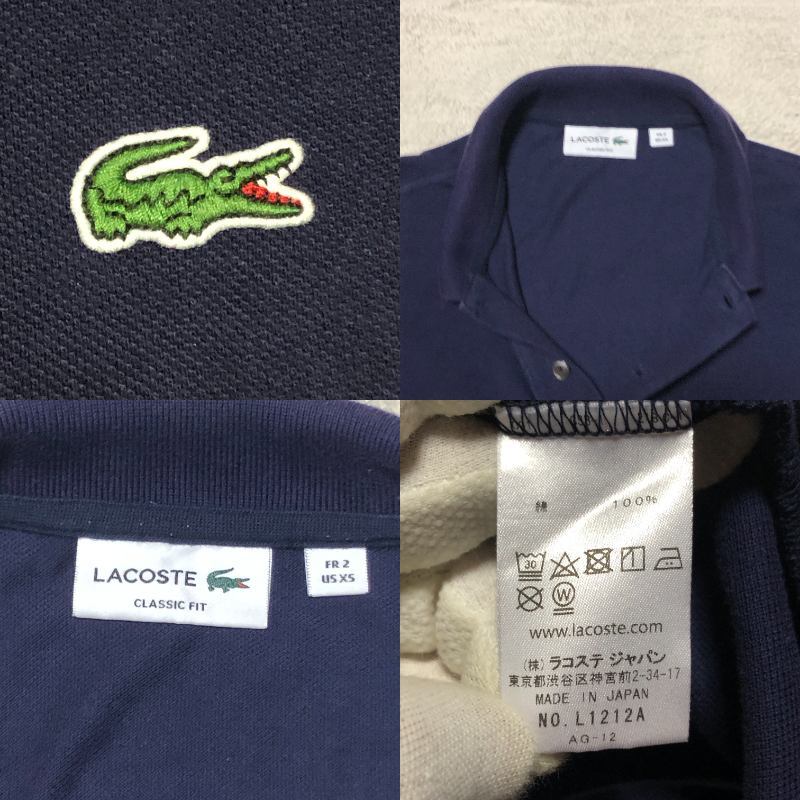 LACOSTE
LACOSTE
CLASSIC FIT
FR 2
US XS
綿 100%
30
W
www.lacoste.com
(株) ラコステ ジャパン
東京都渋谷区神宮前2-34-17
MADE IN JAPAN
NO. L1212A
AG-12